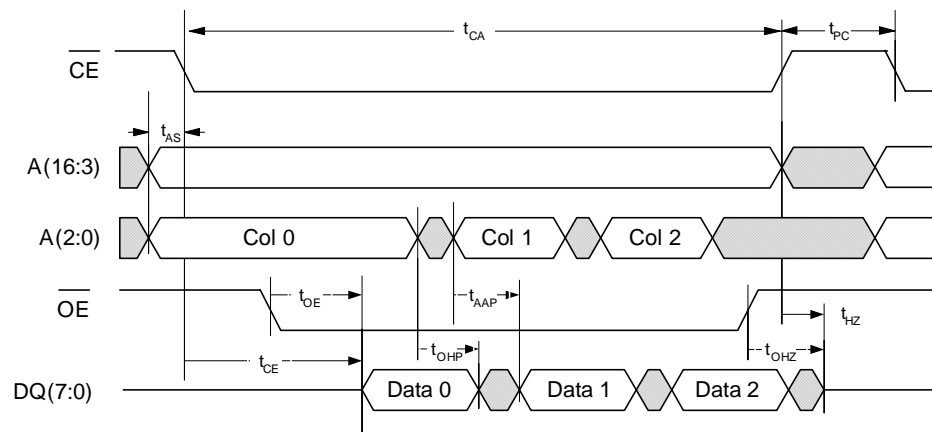 t_CA
t_PC
CE
t_AS
A(16:3)
A(2:0)
Col 0
Col 1
Col 2
OE
t_OE
t_AAP
t_HZ
t_CE
t_OHP
t_OHZ
DQ(7:0)
Data 0
Data 1
Data 2